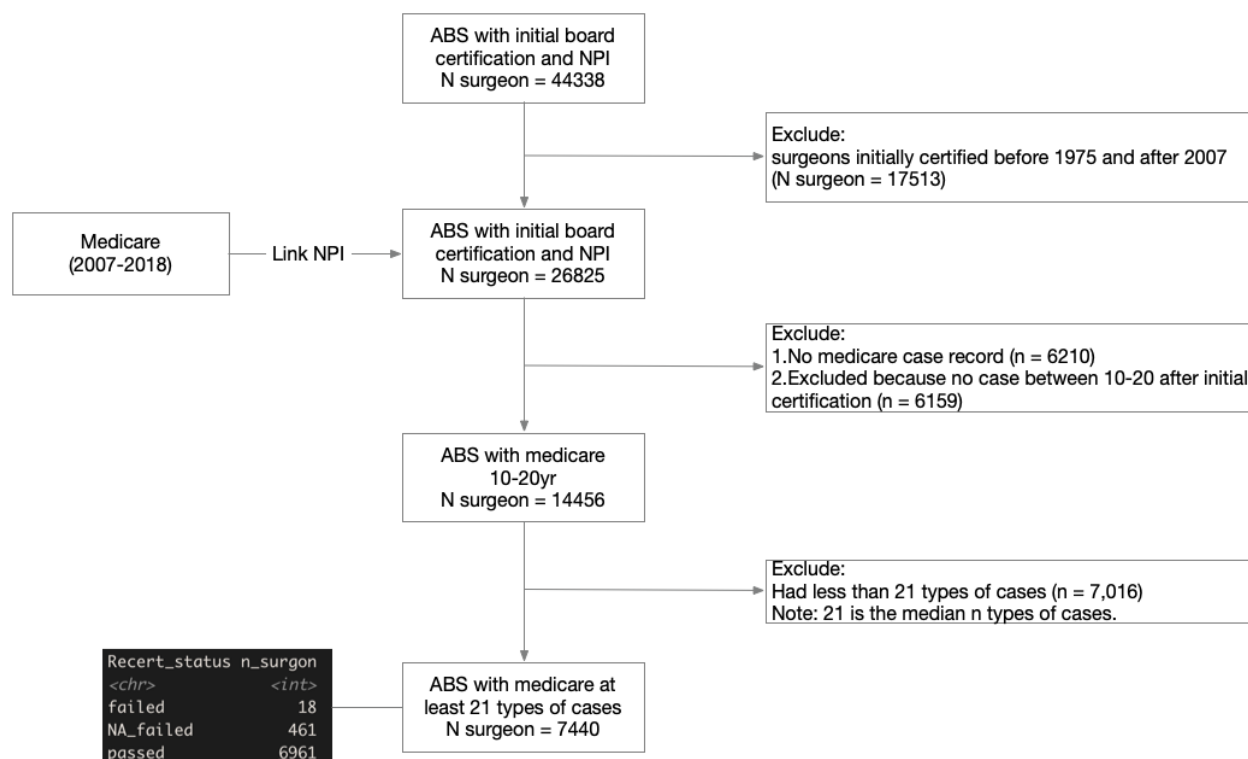 ABS with initial board
certification and NPI
N surgeon = 44338
Exclude:
surgeons initially certified before 1975 and after 2007
(N surgeon = 17513)
Medicare
(2007-2018)
Link NPI
ABS with initial board
certification and NPI
N surgeon = 26825
Exclude:
1.No medicare case record (n = 6210)
2.Excluded because no case between 10-20 after initial
certification (n = 6159)
ABS with medicare
10-20yr
N surgeon = 14456
Exclude:
Had less than 21 types of cases (n = 7,016)
Note: 21 is the median n types of cases.
Recert_status n_surgon
<chr> <int>
failed 18
NA_failed 461
passed 6961
ABS with medicare at
least 21 types of cases
N surgeon = 7440